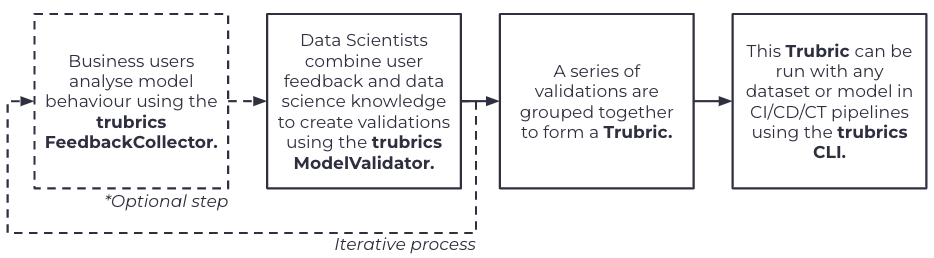 Business users
analyse model
behaviour using the
trubrics
FeedbackCollector.
*Optional step
Data Scientists
combine user
feedback and data
science knowledge
to create validations
using the trubrics
ModelValidator.
Iterative process
A series of
validations are
grouped together
to form a Trubric.
This Trubric can be
run with any
dataset or model in
CI/CD/CT pipelines
using the trubrics
CLI.